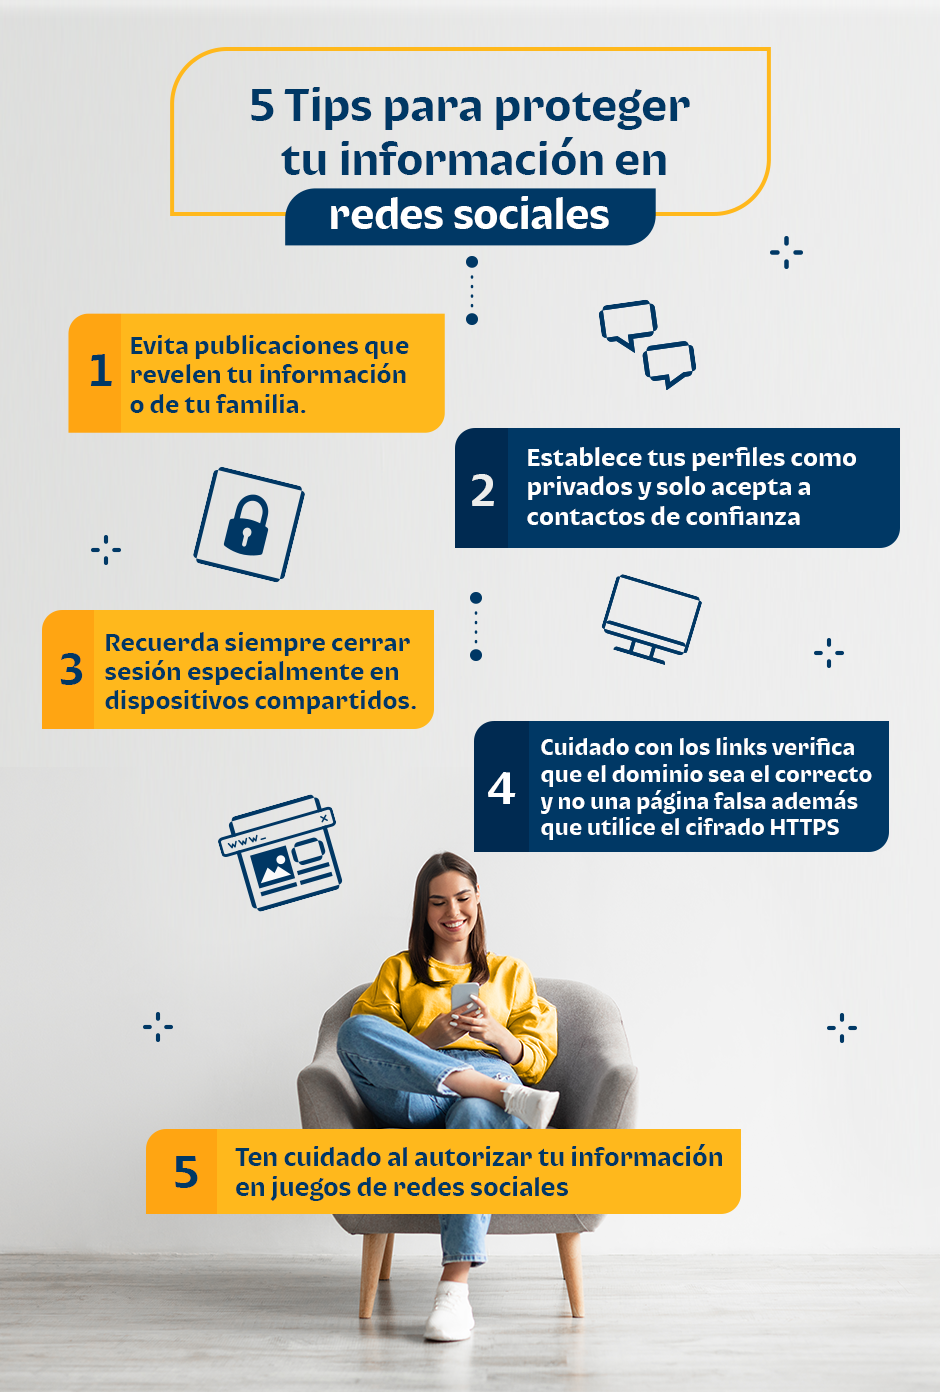 5 Tips para proteger
tu información en
redes sociales
1
Evita publicaciones que
revelen tu información
o de tu familia.
2
Establece tus perfiles como
privados y solo acepta a
contactos de confianza
3
Recuerda siempre cerrar
sesión especialmente en
dispositivos compartidos.
4
Cuidado con los links verifica
que el dominio sea el correcto
y no una página falsa además
que utilice el cifrado HTTPS
www_ x
5
Ten cuidado al autorizar tu información
en juegos de redes sociales